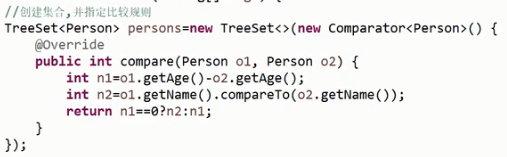 //创建集合,并指定比较规则
TreeSet<Person> persons=new TreeSet<>(new Comparator<Person>() {
@Override
public int compare(Person o1, Person o2) {
int n1=o1.getAge()-o2.getAge();
int n2=o1.getName().compareTo(o2.getName());
return n1==0?n2:n1;
}
});